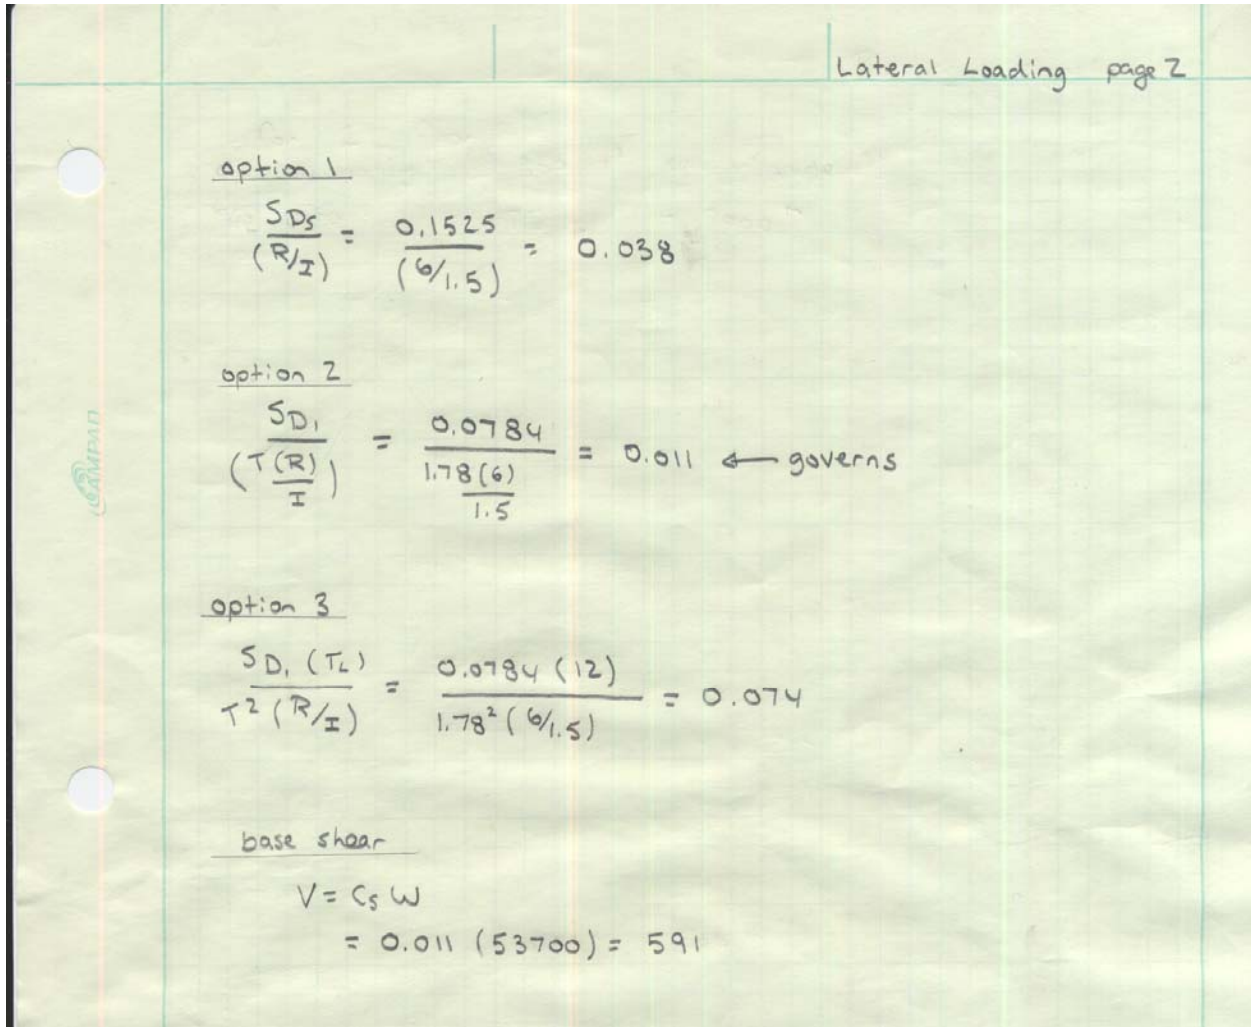 Lateral Loading page 2
option 1
SDS / (R/I) = 0.1525 / (6/1.5) = 0.038
option 2
SD1 / (T(R)/I) = 0.0784 / (1.78(6)/1.5) = 0.011 ← governs
option 3
SD1(TL) / T²(R/I) = 0.0784(12) / 1.78²(6/1.5) = 0.074
base shear
V = CsW
= 0.011(53700) = 591
AMPAD